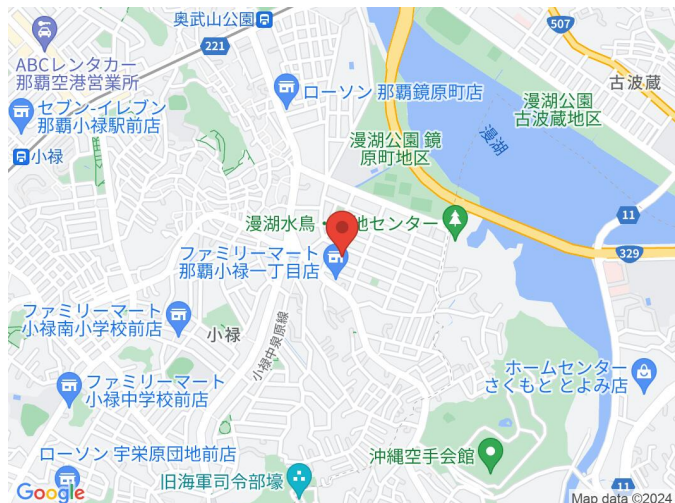 奥武山公園
221
507
ABCレンタカー
那覇空港営業所
ローソン 那覇鏡原町店
古波蔵
漫湖公園
古波蔵地区
セブン-イレブン
那覇小禄駅前店
漫湖公園 鏡
原町地区
漫湖
小禄
11
漫湖水鳥・
地センター
329
ファミリーマート
那覇小禄一丁目店
ファミリーマート
小禄南小学校前店
小禄
小禄中泉原線
ホームセンター
さくもと とよみ店
ファミリーマート
小禄中学校前店
沖縄空手会館
ローソン 宇栄原団地前店
旧海軍司令部壕
11
Google
Map data ©2024